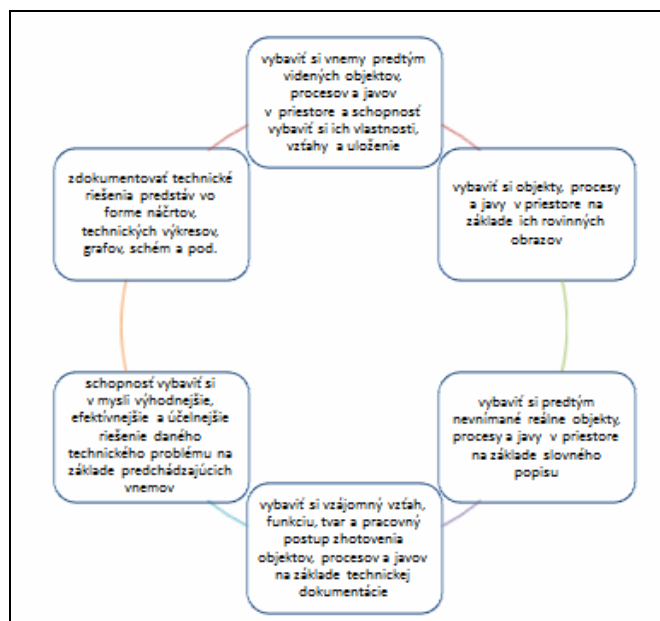 vybaviť si vnemy predtým
videných objektov,
procesov a javov
v priestore a schopnosť
vybaviť si ich vlastnosti,
vzťahy a uloženie
vybaviť si objekty, procesy
a javy v priestore na
základe ich rovinných
obrazov
vybaviť si predtým
nevnímané reálne objekty,
procesy a javy v priestore
na základe slovného
popisu
vybaviť si vzájomný vzťah,
funkciu, tvar a pracovný
postup zhotovenia
objektov, procesov a javov
na základe technickej
dokumentácie
schopnosť vybaviť si
v mysli výhodnejšie,
efektívnejšie a účelnejšie
riešenie daného
technického problému na
základe predchádzajúcich
vnemov
zdokumentovať technické
riešenia predstáv vo
forme náčrtov,
technických výkresov,
grafov, schém a pod.